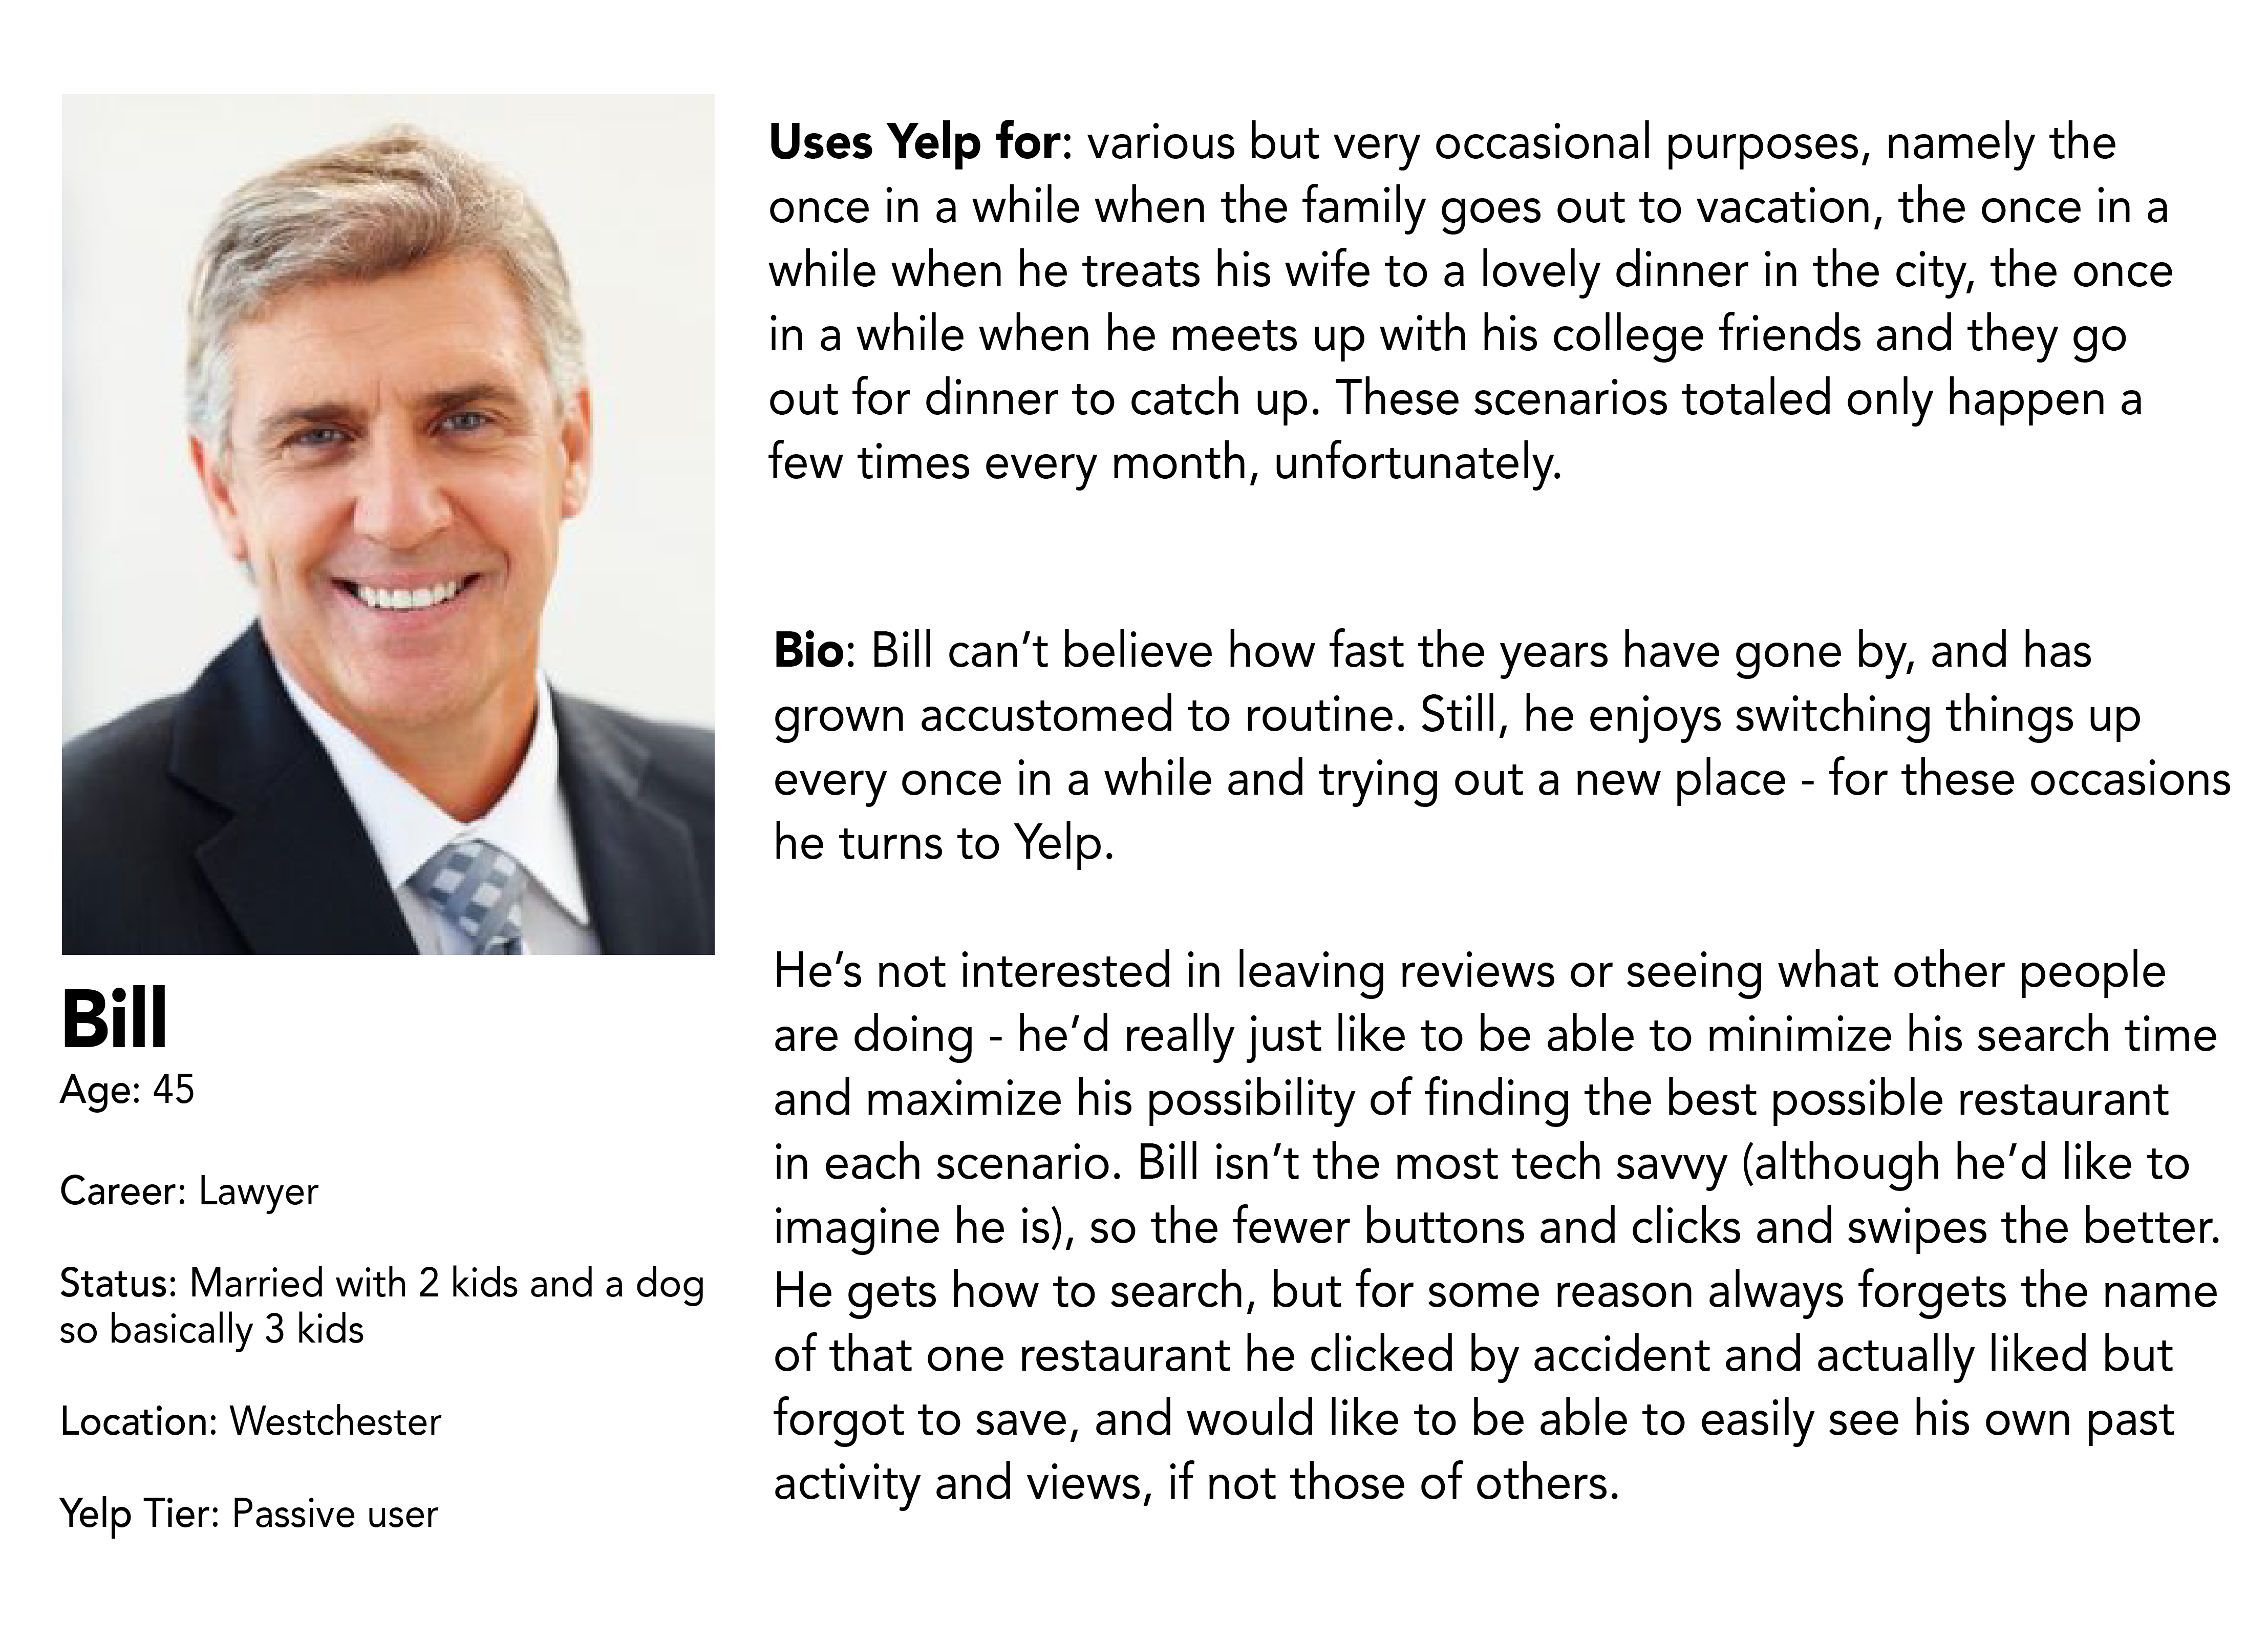 Uses Yelp for: various but very occasional purposes, namely the
once in a while when the family goes out to vacation, the once in a
while when he treats his wife to a lovely dinner in the city, the once
in a while when he meets up with his college friends and they go
out for dinner to catch up. These scenarios totaled only happen a
few times every month, unfortunately.
Bio: Bill can’t believe how fast the years have gone by, and has
grown accustomed to routine. Still, he enjoys switching things up
every once in a while and trying out a new place - for these occasions
he turns to Yelp.
He’s not interested in leaving reviews or seeing what other people
are doing - he’d really just like to be able to minimize his search time
and maximize his possibility of finding the best possible restaurant
in each scenario. Bill isn’t the most tech savvy (although he’d like to
imagine he is), so the fewer buttons and clicks and swipes the better.
He gets how to search, but for some reason always forgets the name
of that one restaurant he clicked by accident and actually liked but
forgot to save, and would like to be able to easily see his own past
activity and views, if not those of others.
Bill
Age: 45
Career: Lawyer
Status: Married with 2 kids and a dog
so basically 3 kids
Location: Westchester
Yelp Tier: Passive user